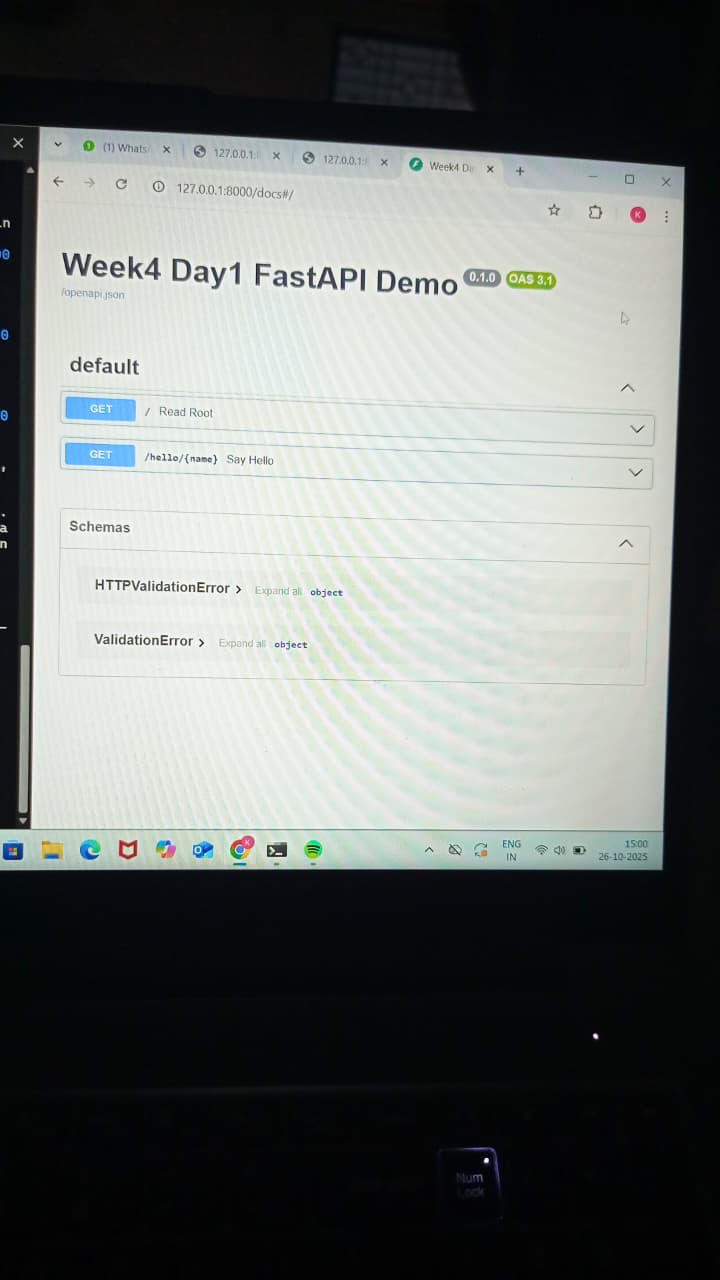 (1) Whats
127.0.0.1:
127.0.0.1:
Week4 Da
127.0.0.1:8000/docs#/
K
Week4 Day1 FastAPI Demo 0.1.0 OAS 3.1
/openapi.json
default
GET / Read Root
GET /hello/{name} Say Hello
Schemas
HTTPValidationError Expand all object
ValidationError Expand all object
ENG
IN
15:00
26-10-2025
Num
Lock